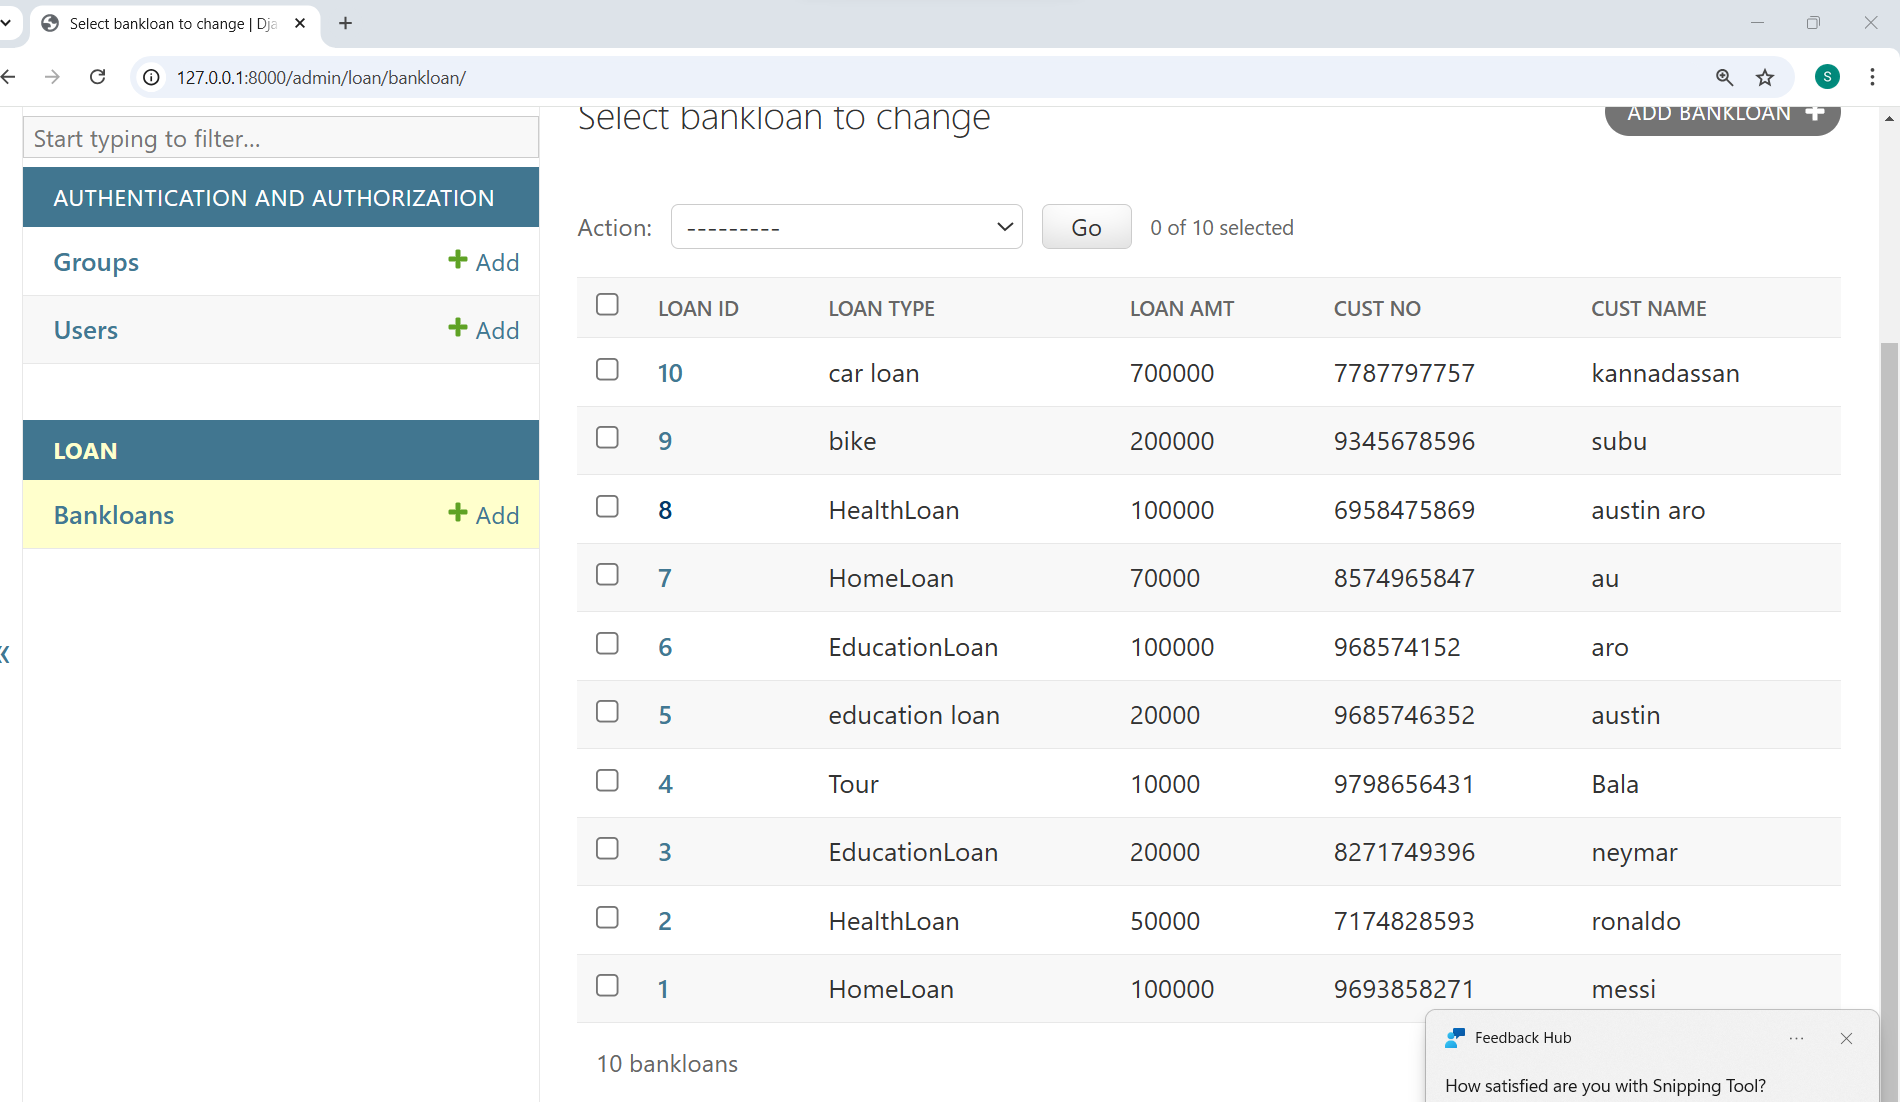 Select bankloan to change | Dja
127.0.0.1:8000/admin/loan/bankloan/
S
Start typing to filter...
AUTHENTICATION AND AUTHORIZATION
Groups + Add
Users + Add
LOAN
Bankloans + Add
«
Select bankloan to change
ADD BANKLOAN +
Action: --------- Go 0 of 10 selected
LOAN ID LOAN TYPE LOAN AMT CUST NO CUST NAME
10 car loan 700000 7787797757 kannadassan
9 bike 200000 9345678596 subu
8 HealthLoan 100000 6958475869 austin aro
7 HomeLoan 70000 8574965847 au
6 EducationLoan 100000 968574152 aro
5 education loan 20000 9685746352 austin
4 Tour 10000 9798656431 Bala
3 EducationLoan 20000 8271749396 neymar
2 HealthLoan 50000 7174828593 ronaldo
1 HomeLoan 100000 9693858271 messi
10 bankloans
Feedback Hub
How satisfied are you with Snipping Tool?